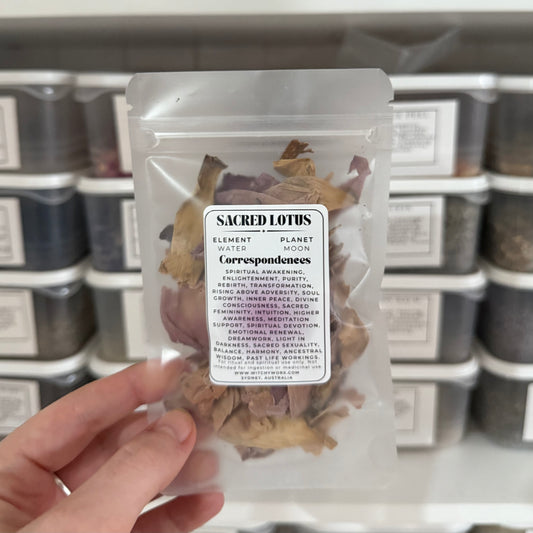 SACRED LOTUS
ELEMENT PLANET
WATER MOON
Correspondences
SPIRITUAL AWAKENING,
ENLIGHTENMENT, PURITY,
REBIRTH, TRANSFORMATION,
RISING ABOVE ADVERSITY, SOUL
GROWTH, INNER PEACE, DIVINE
CONSCIOUSNESS, SACRED
FEMININITY, INTUITION, HIGHER
AWARENESS, MEDITATION
SUPPORT, SPIRITUAL DEVOTION,
EMOTIONAL RENEWAL,
DREAMWORK, LIGHT IN
DARKNESS, SACRED SEXUALITY,
BALANCE, HARMONY, ANCESTRAL
WISDOM, PAST LIFE WORKINGS.
For ritual and spiritual use only. Not
intended for ingestion or medicinal use.
WWW.WITCHYWORX.COM
SYDNEY, AUSTRALIA